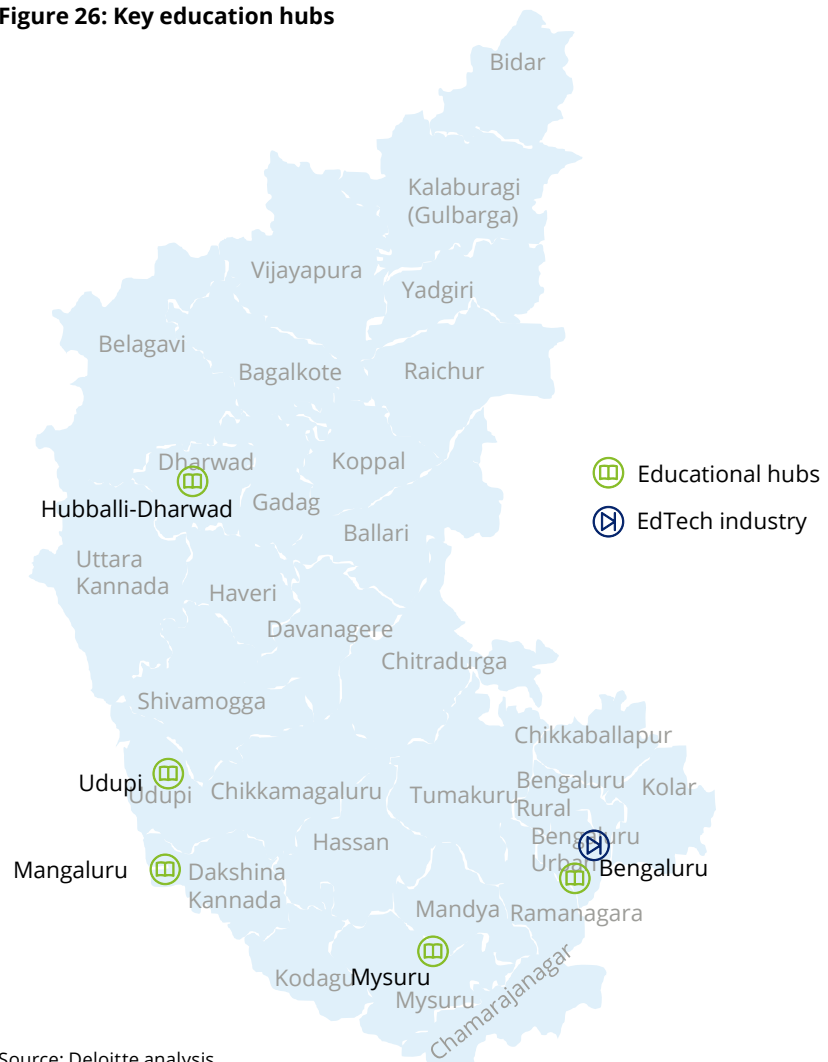 Figure 26: Key education hubs
Bidar
Kalaburagi
(Gulbarga)
Vijayapura
Yadgiri
Belagavi
Bagalkote
Raichur
Dharwad
Koppal
Educational hubs
Hubballi-Dharwad
Gadag
EdTech industry
Ballari
Uttara
Kannada
Haveri
Davanagere
Chitradurga
Shivamogga
Chikkaballapur
Udupi
Udupi
Chikkamagaluru
Tumakuru
Bengaluru
Rural
Kolar
Hassan
Bengaluru
Urban
Bengaluru
Mangaluru
Dakshina
Kannada
Mandya
Ramanagara
Kodagu
Mysuru
Mysuru
Chamarajanagar
Source: Deloitte analysis